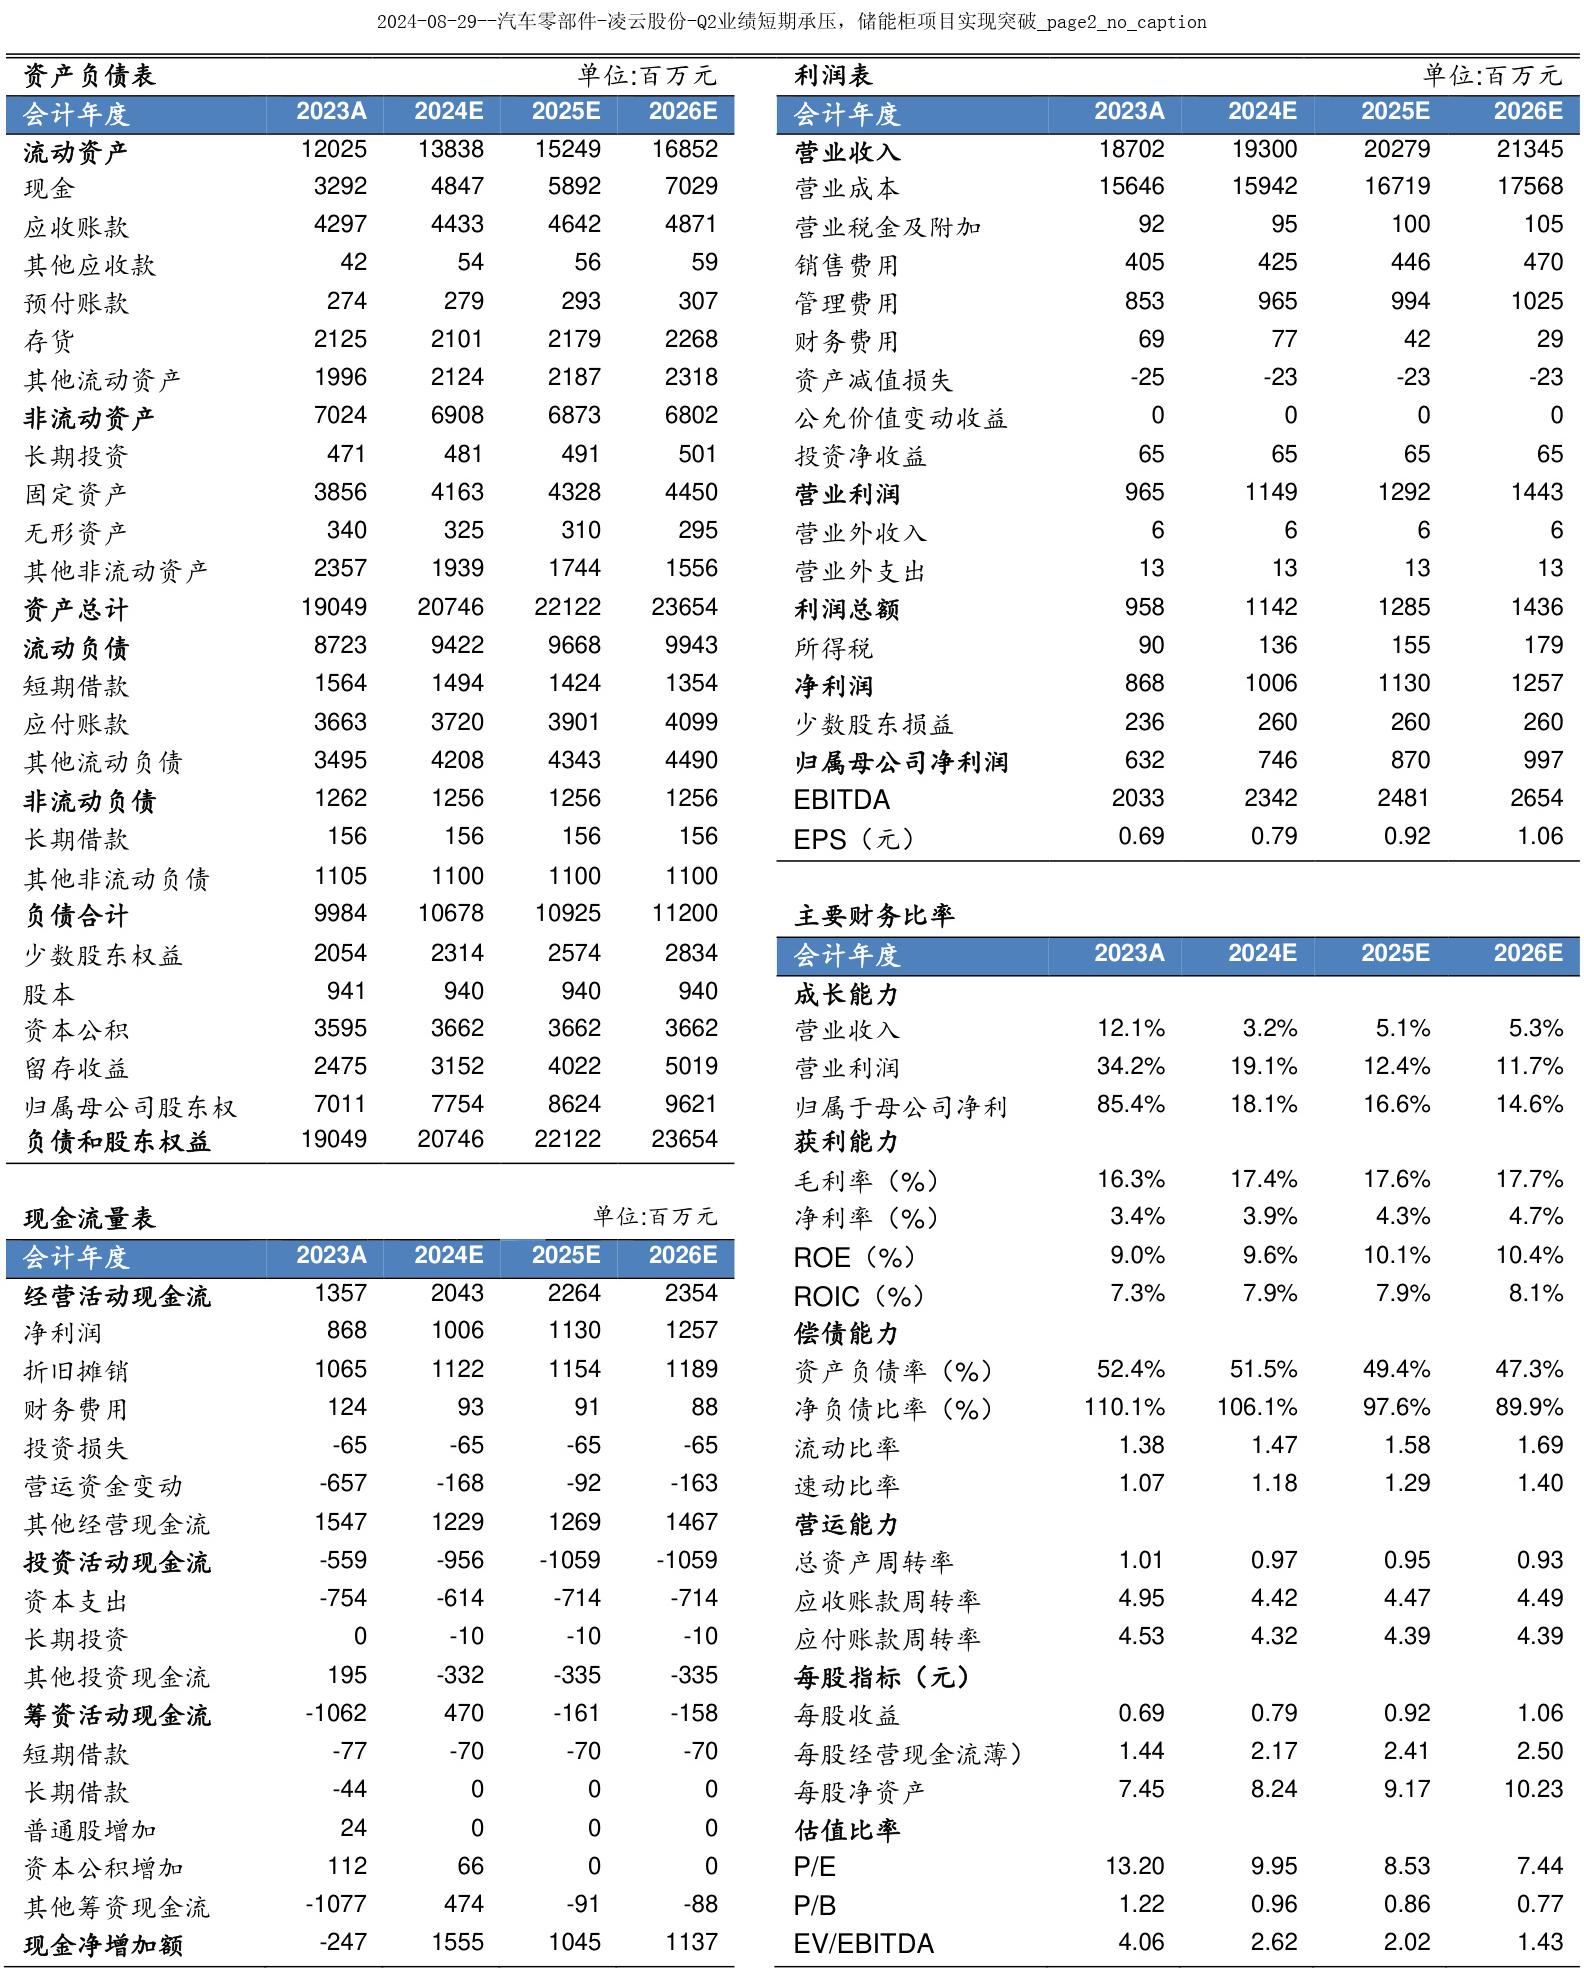 2024-08-29--汽车零部件-凌云股份-Q2业绩短期承压，储能柜项目实现突破_page2_no_caption
资产负债表 单位:百万元
会计年度 2023A 2024E 2025E 2026E
流动资产 12025 13838 15249 16852
现金 3292 4847 5892 7029
应收账款 4297 4433 4642 4871
其他应收款 42 54 56 59
预付账款 274 279 293 307
存货 2125 2101 2179 2268
其他流动资产 1996 2124 2187 2318
非流动资产 7024 6908 6873 6802
长期投资 471 481 491 501
固定资产 3856 4163 4328 4450
无形资产 340 325 310 295
其他非流动资产 2357 1939 1744 1556
资产总计 19049 20746 22122 23654
流动负债 8723 9422 9668 9943
短期借款 1564 1494 1424 1354
应付账款 3663 3720 3901 4099
其他流动负债 3495 4208 4343 4490
非流动负债 1262 1256 1256 1256
长期借款 156 156 156 156
其他非流动负债 1105 1100 1100 1100
负债合计 9984 10678 10925 11200
少数股东权益 2054 2314 2574 2834
股本 941 940 940 940
资本公积 3595 3662 3662 3662
留存收益 2475 3152 4022 5019
归属母公司股东权 7011 7754 8624 9621
负债和股东权益 19049 20746 22122 23654
现金流量表 单位:百万元
会计年度 2023A 2024E 2025E 2026E
经营活动现金流 1357 2043 2264 2354
净利润 868 1006 1130 1257
折旧摊销 1065 1122 1154 1189
财务费用 124 93 91 88
投资损失 -65 -65 -65 -65
营运资金变动 -657 -168 -92 -163
其他经营现金流 1547 1229 1269 1467
投资活动现金流 -559 -956 -1059 -1059
资本支出 -754 -614 -714 -714
长期投资 0 -10 -10 -10
其他投资现金流 195 -332 -335 -335
筹资活动现金流 -1062 470 -161 -158
短期借款 -77 -70 -70 -70
长期借款 -44 0 0 0
普通股增加 24 0 0 0
资本公积增加 112 66 0 0
其他筹资现金流 -1077 474 -91 -88
现金净增加额 -247 1555 1045 1137
利润表 单位:百万元
会计年度 2023A 2024E 2025E 2026E
营业收入 18702 19300 20279 21345
营业成本 15646 15942 16719 17568
营业税金及附加 92 95 100 105
销售费用 405 425 446 470
管理费用 853 965 994 1025
财务费用 69 77 42 29
资产减值损失 -25 -23 -23 -23
公允价值变动收益 0 0 0 0
投资净收益 65 65 65 65
营业利润 965 1149 1292 1443
营业外收入 6 6 6 6
营业外支出 13 13 13 13
利润总额 958 1142 1285 1436
所得税 90 136 155 179
净利润 868 1006 1130 1257
少数股东损益 236 260 260 260
归属母公司净利润 632 746 870 997
EBITDA 2033 2342 2481 2654
EPS（元） 0.69 0.79 0.92 1.06
主要财务比率
会计年度 2023A 2024E 2025E 2026E
成长能力
营业收入 12.1% 3.2% 5.1% 5.3%
营业利润 34.2% 19.1% 12.4% 11.7%
归属于母公司净利 85.4% 18.1% 16.6% 14.6%
获利能力
毛利率（%） 16.3% 17.4% 17.6% 17.7%
净利率（%） 3.4% 3.9% 4.3% 4.7%
ROE（%） 9.0% 9.6% 10.1% 10.4%
ROIC（%） 7.3% 7.9% 7.9% 8.1%
偿债能力
资产负债率（%） 52.4% 51.5% 49.4% 47.3%
净负债比率（%） 110.1% 106.1% 97.6% 89.9%
流动比率 1.38 1.47 1.58 1.69
速动比率 1.07 1.18 1.29 1.40
营运能力
总资产周转率 1.01 0.97 0.95 0.93
应收账款周转率 4.95 4.42 4.47 4.49
应付账款周转率 4.53 4.32 4.39 4.39
每股指标（元）
每股收益 0.69 0.79 0.92 1.06
每股经营现金流薄） 1.44 2.17 2.41 2.50
每股净资产 7.45 8.24 9.17 10.23
估值比率
P/E 13.20 9.95 8.53 7.44
P/B 1.22 0.96 0.86 0.77
EV/EBITDA 4.06 2.62 2.02 1.43